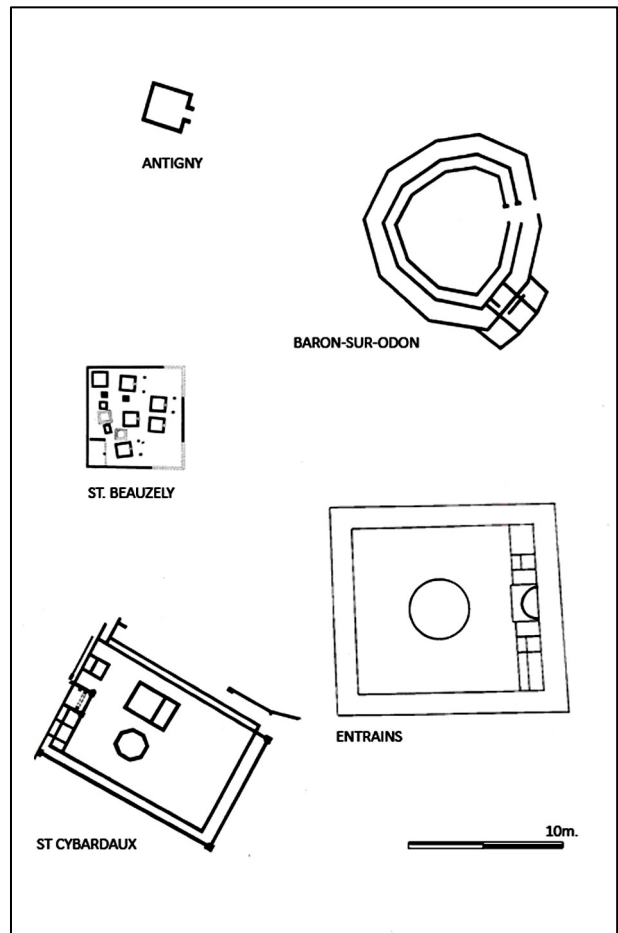 ANTIGNY
BARON-SUR-ODON
ST. BEAUZELY
ENTRAINS
10m.
ST CYBARDAUX